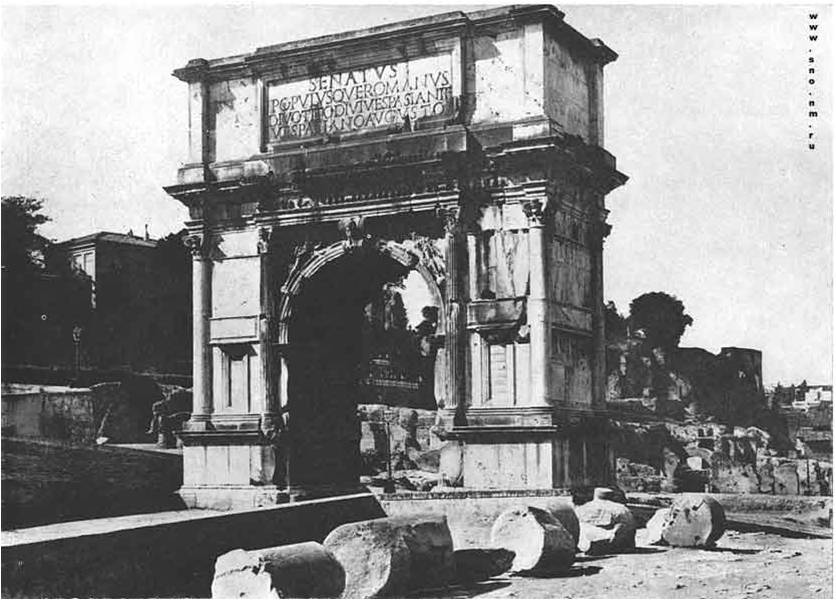 SENATVS
POPVLVSQVEROMANVS
DIVOTITODIVIVESPASIANIF
VESPASIANOAVGVSTO
www.sno.nm.ru